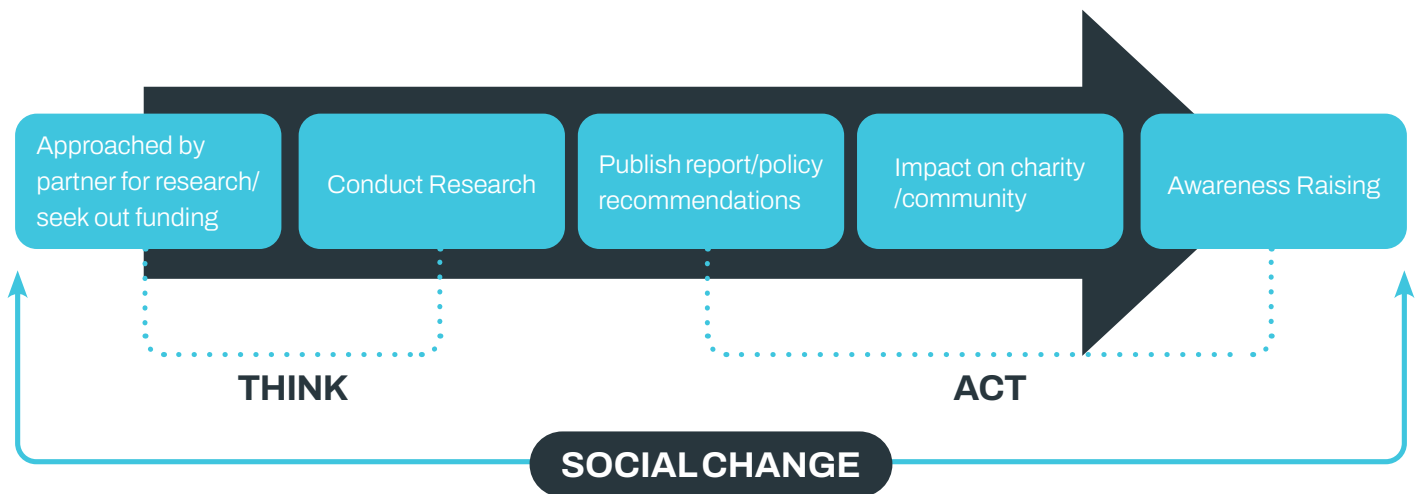 Approached by
partner for research/
seek out funding
Conduct Research
Publish report/policy
recommendations
Impact on charity
/community
Awareness Raising
THINK
ACT
SOCIAL CHANGE